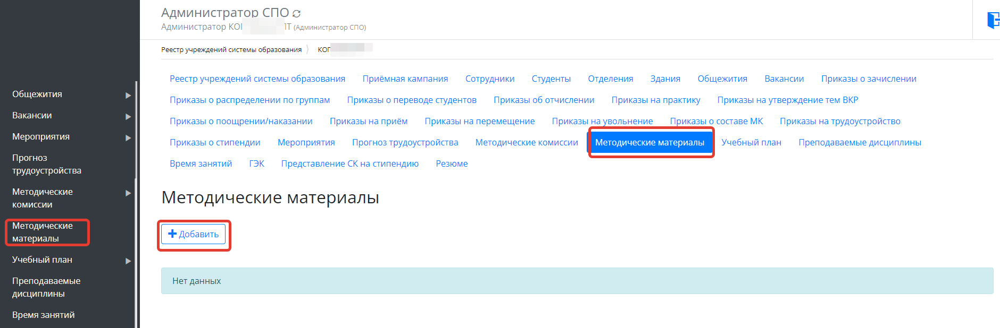 Администратор СПО
Администратор (Администратор СПО)
Реестр учреждений системы образования
Реестр учреждений системы образования Приёмная кампания Сотрудники Студенты Отделения Здания Общежития Вакансии Приказы о зачислении
Приказы о распределении по группам Приказы о переводе студентов Приказы об отчислении Приказы на практику Приказы на утверждение тем ВКР
Приказы о поощрении/наказании Приказы на приём Приказы на перемещение Приказы на увольнение Приказы о составе МК Приказы на трудоустройство
Приказы о стипендии Мероприятия Прогноз трудоустройства Методические комиссии Методические материалы Учебный план Преподаваемые дисциплины
Время занятий ГЭК Представление СК на стипендию Резюме
Методические материалы
Добавить
Нет данных
Общежития
Вакансии
Мероприятия
Прогноз
трудоустройства
Методические
комиссии
Методические
материалы
Учебный план
Преподаваемые
дисциплины
Время занятий